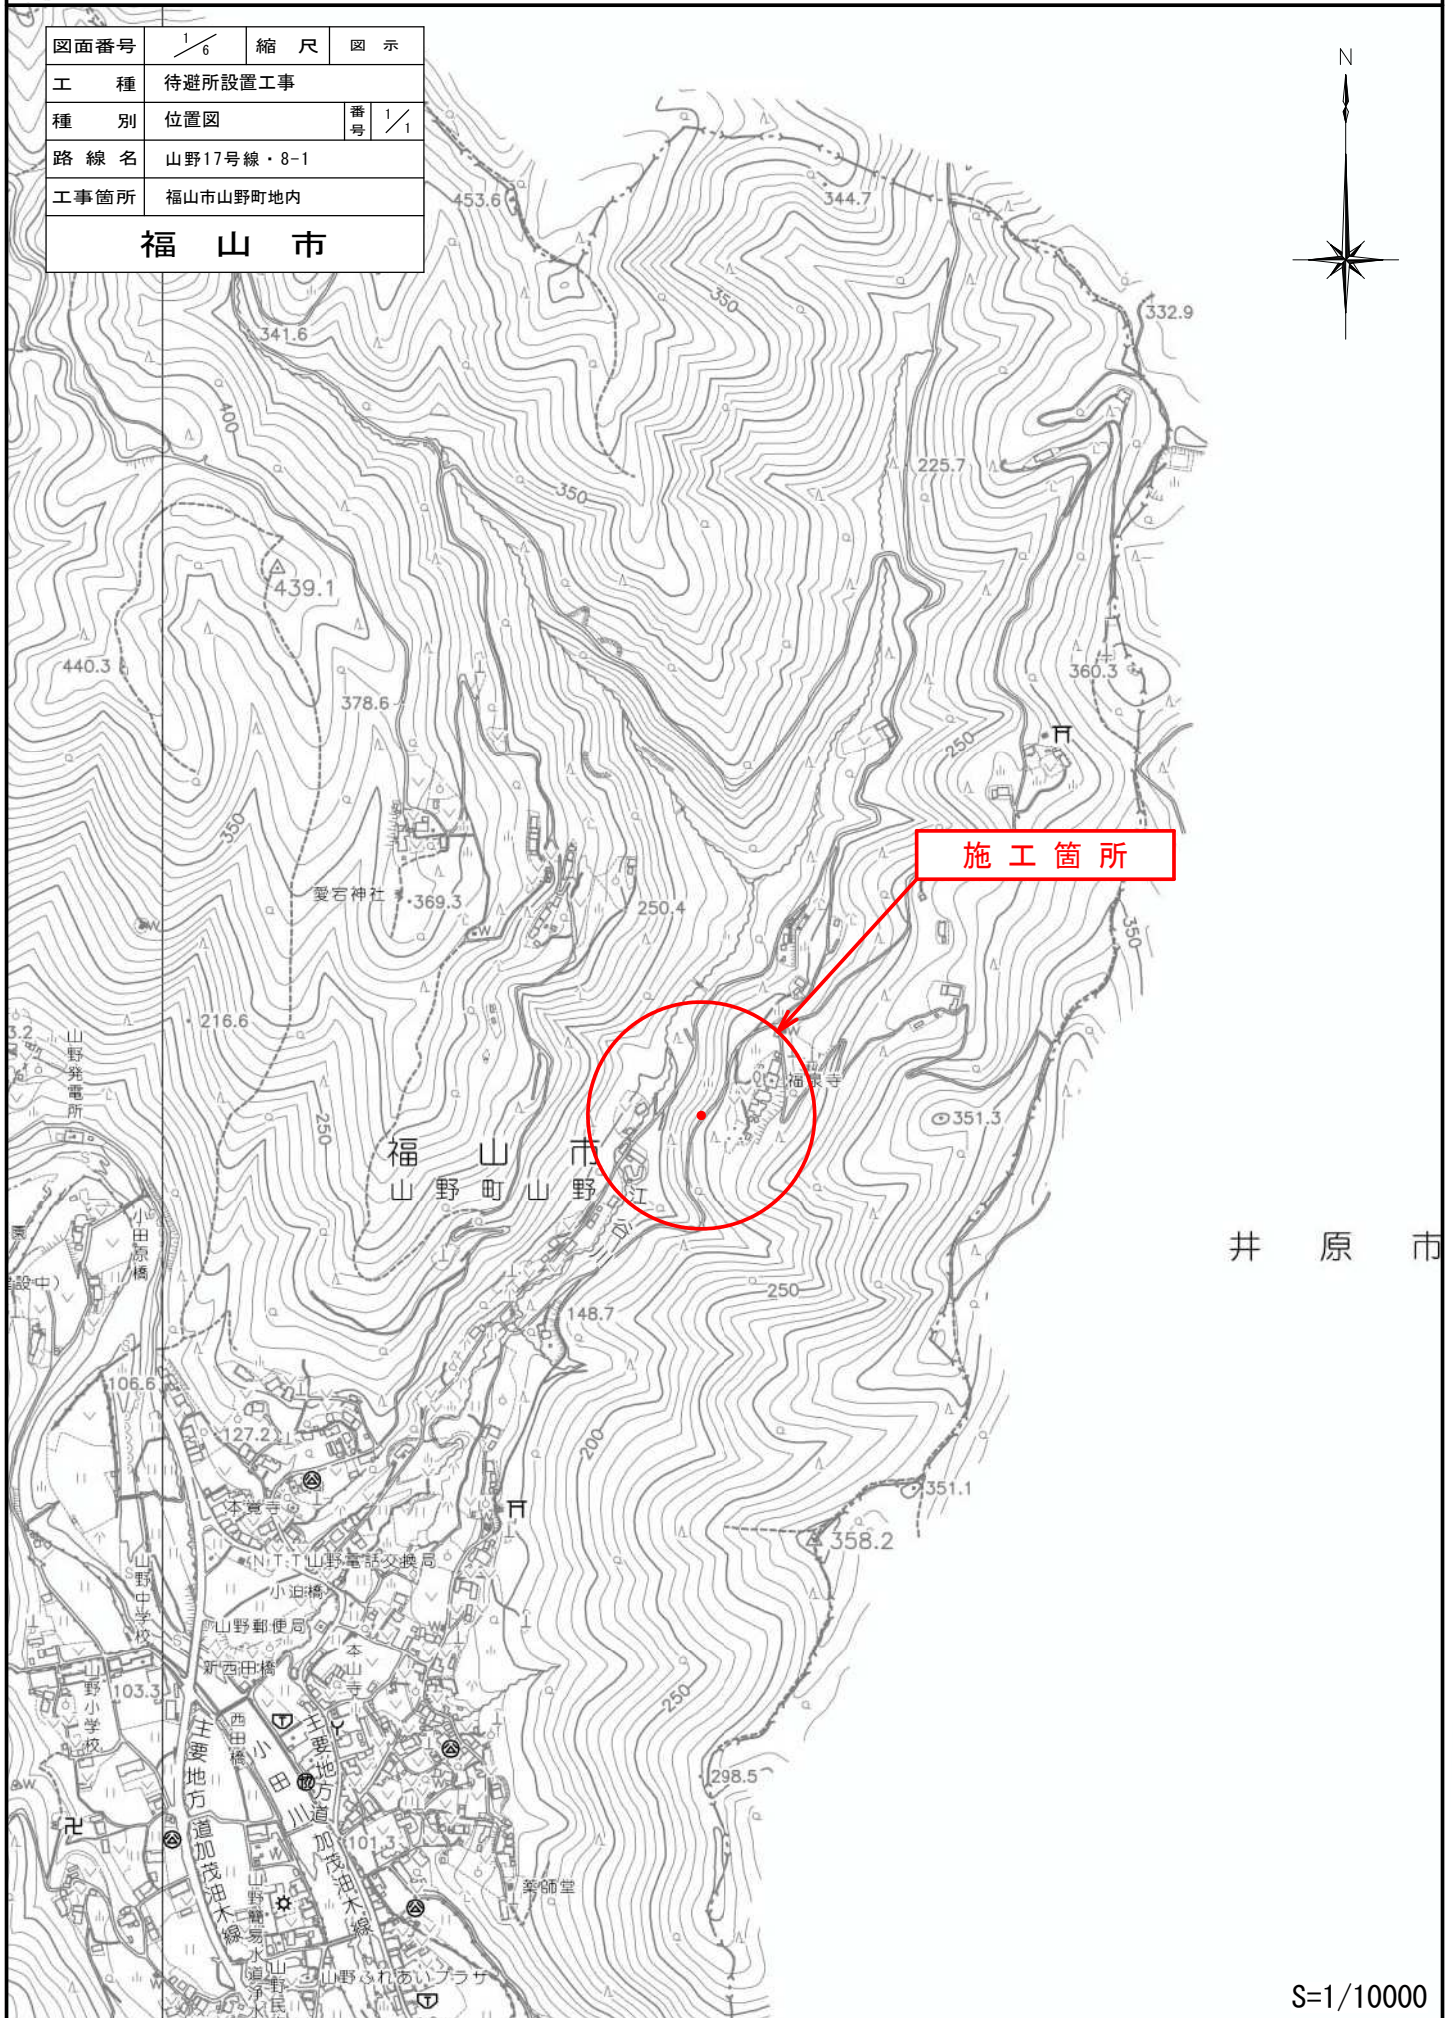 図面番号 1/6 縮尺 図示
工種 待避所設置工事
種別 位置図 番号 1/1
路線名 山野17号線・8-1
工事箇所 福山市山野町地内
福山市
N
453.6
344.7
332.9
341.6
350
400
225.7
350
439.1
440.3
378.6
360.3
250
350
施工箇所
愛宕神社
369.3
250.4
350
216.6
山野発電所
福泉寺
351.3
250
福山市
山野町山野
小田原橋
井原市
250
148.7
106.6
127.2
200
351.1
本覚寺
358.2
N.T.T山野電話交換局
小迫橋
山野中学校
山野郵便局
本山寺
新西田橋
山野小学校
103.3
250
西田橋
主要地方道加茂油木線
小田川
主要地方道加茂油木線
298.5
101.3
薬師堂
山野簡易水道浄水
山野民
山野ふれあいプラザ
S=1/10000